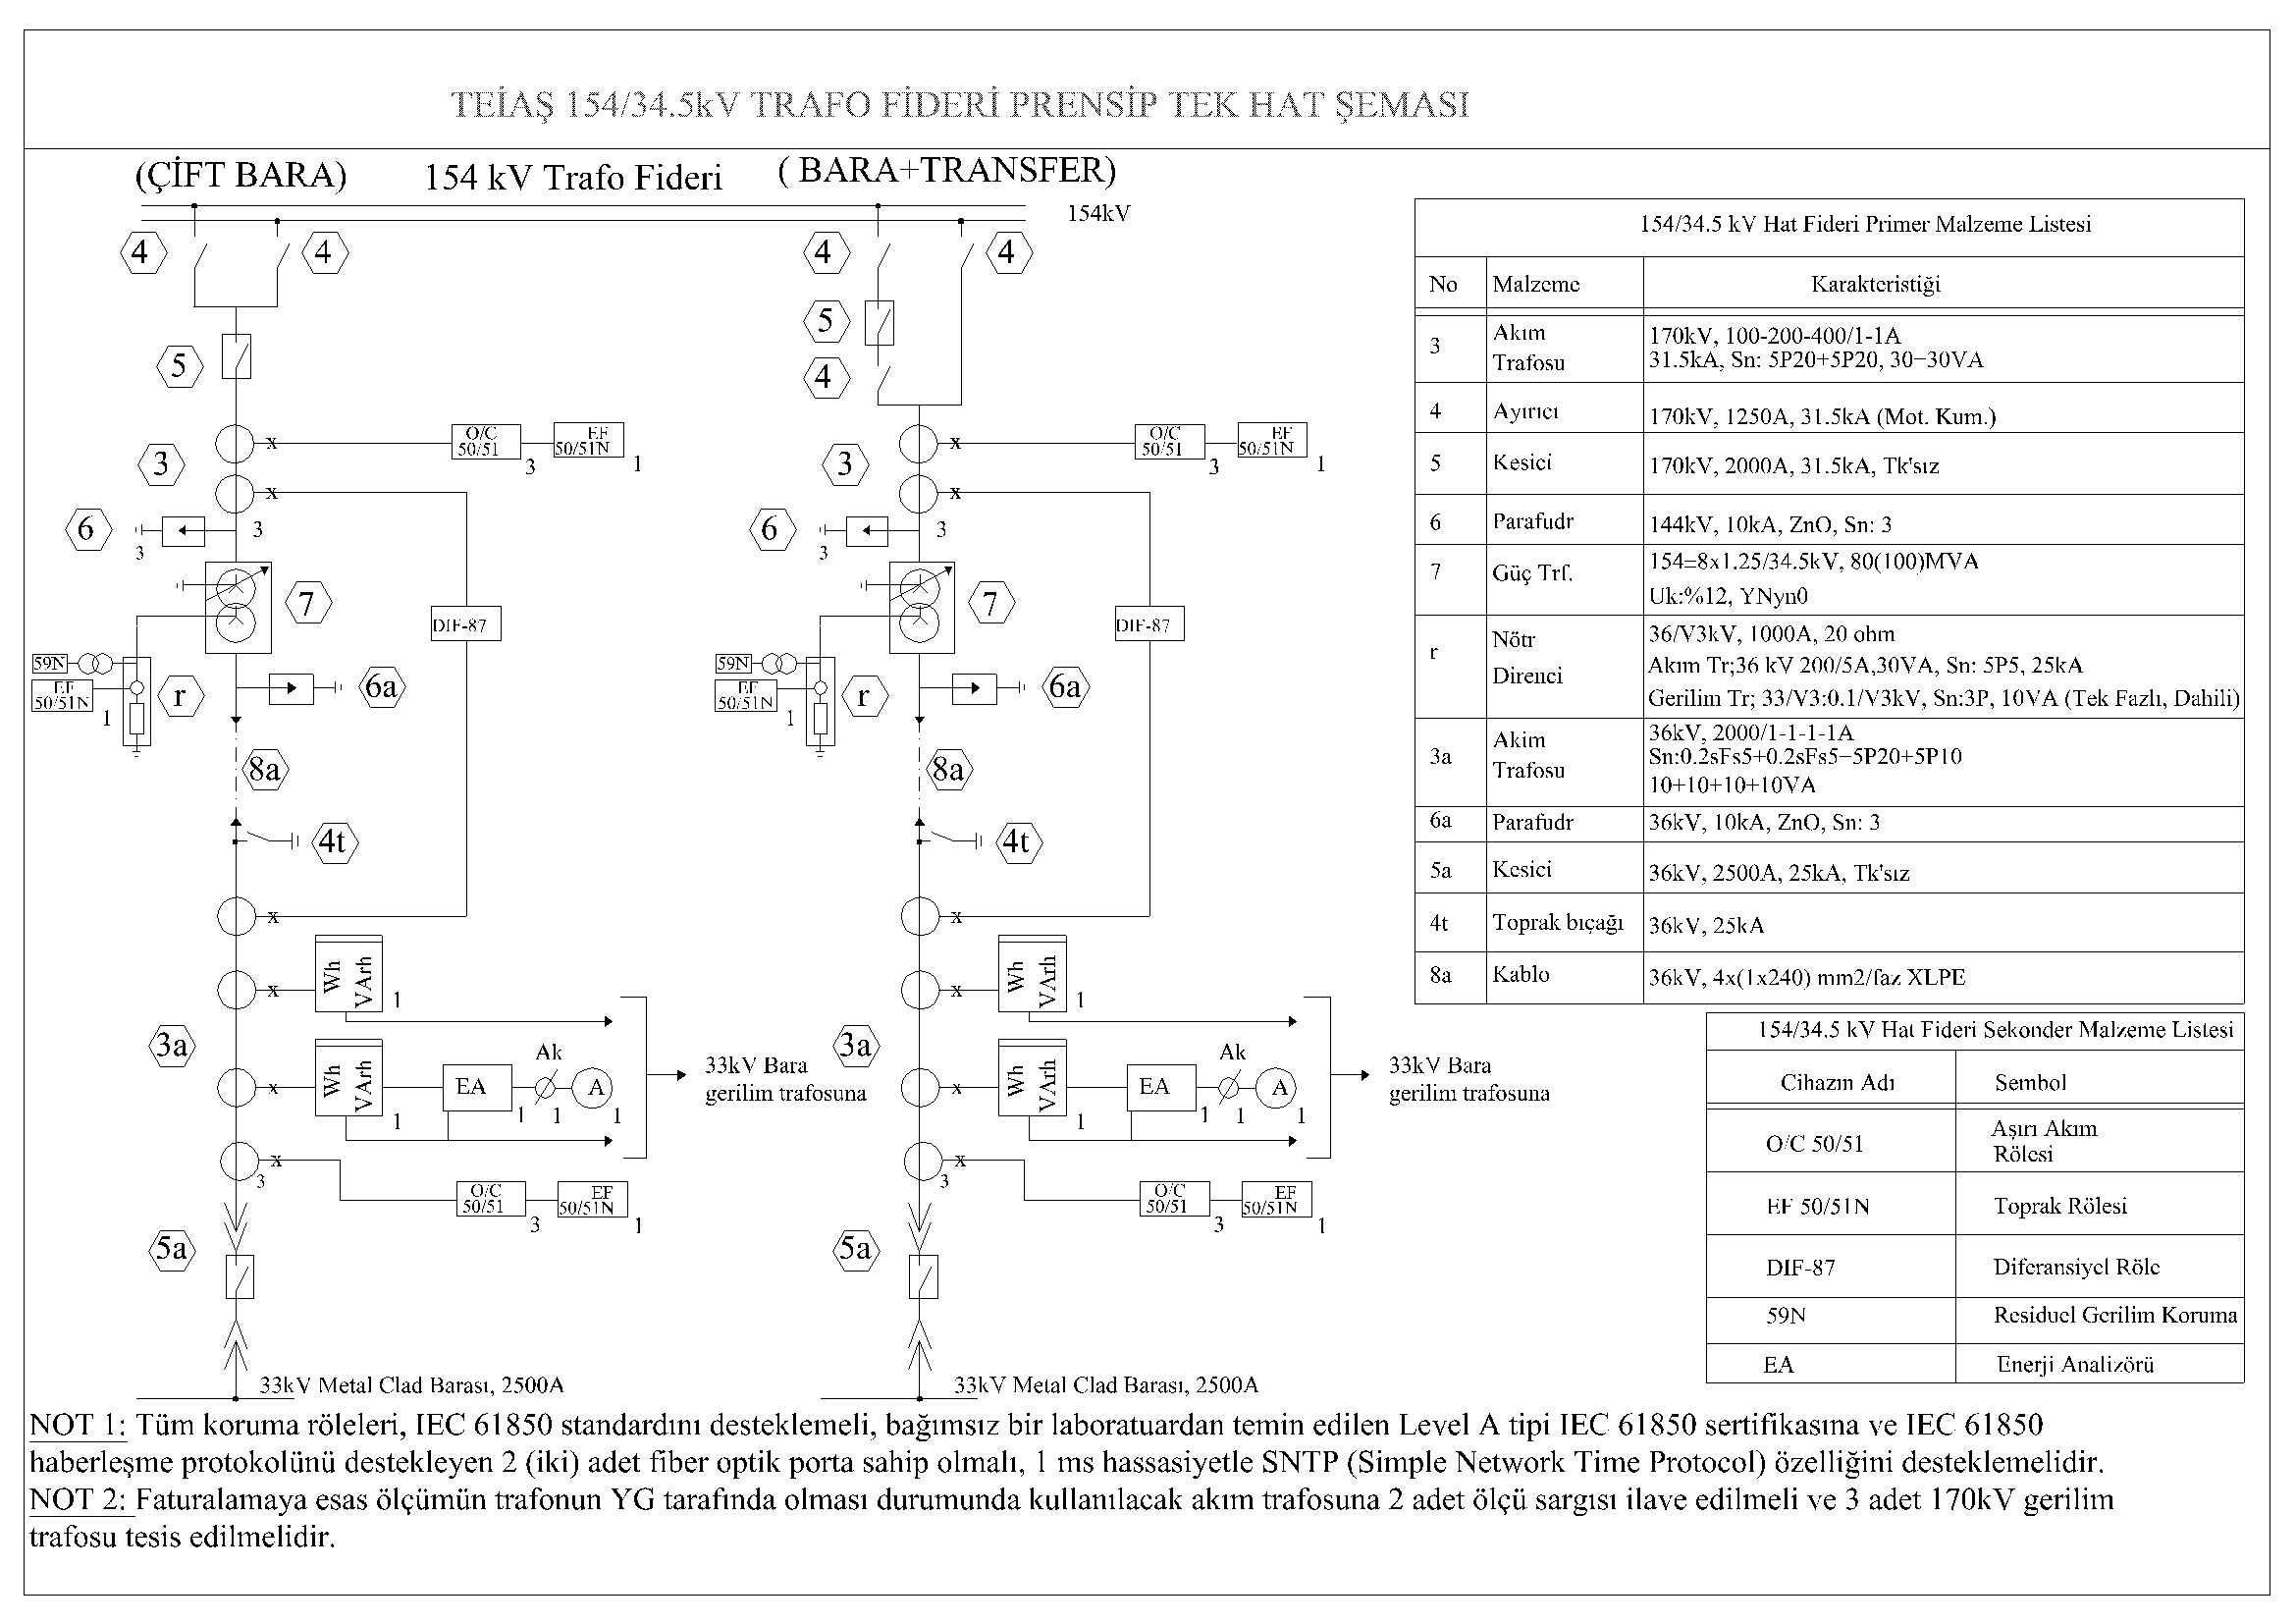 TEİAŞ 154/34.5kV TRAFO FİDERİ PRENSİP TEK HAT ŞEMASI
(ÇİFT BARA)
154 kV Trafo Fideri
( BARA+TRANSFER)
154kV
4
4
5
O/C
50/51
3
EF
50/51N
1
3
6
3
3
7
DIF-87
59N
EF
50/51N
1
r
6a
8a
4t
Wh
VArh
1
3a
Wh
VArh
1
EA
1
Ak
1
A
1
33kV Bara
gerilim trafosuna
3
O/C
50/51
3
EF
50/51N
1
5a
33kV Metal Clad Barası, 2500A
4
4
5
4
O/C
50/51
3
EF
50/51N
1
3
6
3
3
7
DIF-87
59N
EF
50/51N
1
r
6a
8a
4t
Wh
VArh
1
3a
Wh
VArh
1
EA
1
Ak
1
A
1
33kV Bara
gerilim trafosuna
3
O/C
50/51
3
EF
50/51N
1
5a
33kV Metal Clad Barası, 2500A
154/34.5 kV Hat Fideri Primer Malzeme Listesi
No Malzeme Karakteristiği
3 Akım Trafosu 170kV, 100-200-400/1-1A
31.5kA, Sn: 5P20+5P20, 30-30VA
4 Ayırıcı 170kV, 1250A, 31.5kA (Mot. Kum.)
5 Kesici 170kV, 2000A, 31.5kA, Tk'sız
6 Parafudr 144kV, 10kA, ZnO, Sn: 3
7 Güç Trf. 154=8x1.25/34.5kV, 80(100)MVA
Uk:%12, YNyn0
r Nötr Direnci 36/V3kV, 1000A, 20 ohm
Akım Tr;36 kV 200/5A,30VA, Sn: 5P5, 25kA
Gerilim Tr; 33/V3:0.1/V3kV, Sn:3P, 10VA (Tek Fazlı, Dahili)
3a Akim Trafosu 36kV, 2000/1-1-1-1A
Sn:0.2sFs5+0.2sFs5-5P20+5P10
10+10+10+10VA
6a Parafudr 36kV, 10kA, ZnO, Sn: 3
5a Kesici 36kV, 2500A, 25kA, Tk'sız
4t Toprak bıçağı 36kV, 25kA
8a Kablo 36kV, 4x(1x240) mm2/faz XLPE
154/34.5 kV Hat Fideri Sekonder Malzeme Listesi
Cihazın Adı Sembol
O/C 50/51 Aşırı Akım Rölesi
EF 50/51N Toprak Rölesi
DIF-87 Diferansiyel Röle
59N Residuel Gerilim Koruma
EA Enerji Analizörü
NOT 1: Tüm koruma röleleri, IEC 61850 standardını desteklemeli, bağımsız bir laboratuardan temin edilen Level A tipi IEC 61850 sertifikasına ve IEC 61850
haberleşme protokolünü destekleyen 2 (iki) adet fiber optik porta sahip olmalı, 1 ms hassasiyetle SNTP (Simple Network Time Protocol) özelliğini desteklemelidir.
NOT 2: Faturalamaya esas ölçümün trafonun YG tarafında olması durumunda kullanılacak akım trafosuna 2 adet ölçü sargısı ilave edilmeli ve 3 adet 170kV gerilim
trafosu tesis edilmelidir.